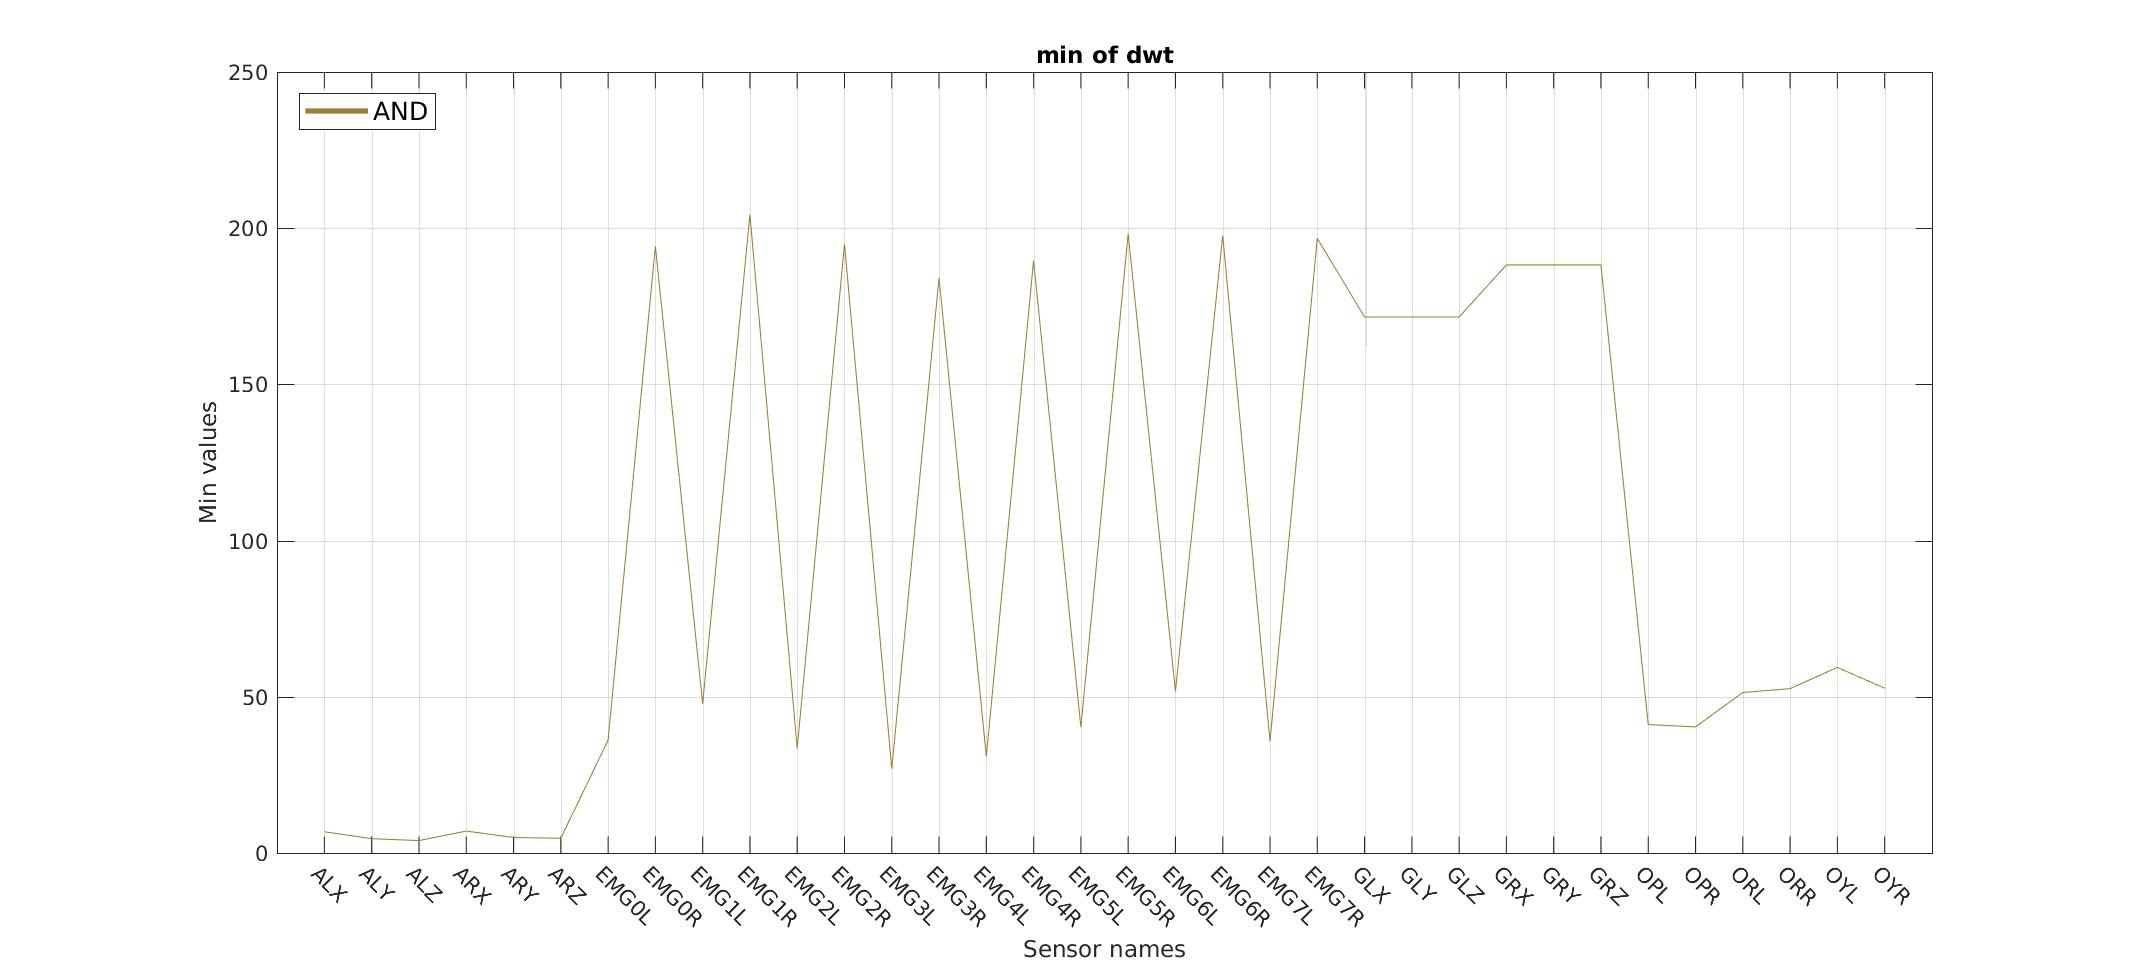 min of dwt
AND
250
200
150
100
50
0
Min values
ALX
ALY
ALZ
ARX
ARY
ARZ
EMG0L
EMG0R
EMG1L
EMG1R
EMG2L
EMG2R
EMG3L
EMG3R
EMG4L
EMG4R
EMG5L
EMG5R
EMG6L
EMG6R
EMG7L
EMG7R
GLX
GLY
GLZ
GRX
GRY
GRZ
OPL
OPR
ORL
ORR
OYL
OYR
Sensor names